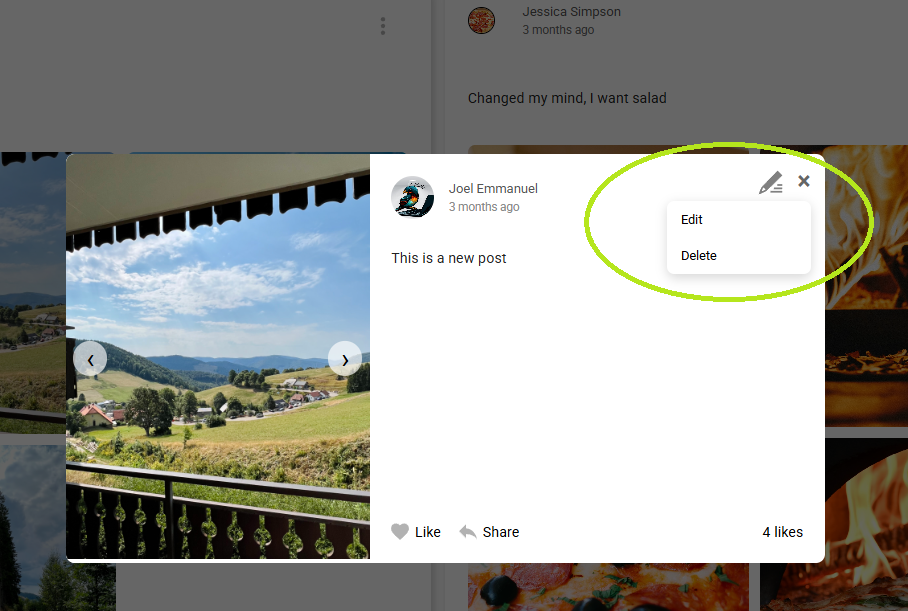 Jessica Simpson
3 months ago
Changed my mind, I want salad
Joel Emmanuel
3 months ago
This is a new post
Edit
Delete
Like
Share
4 likes